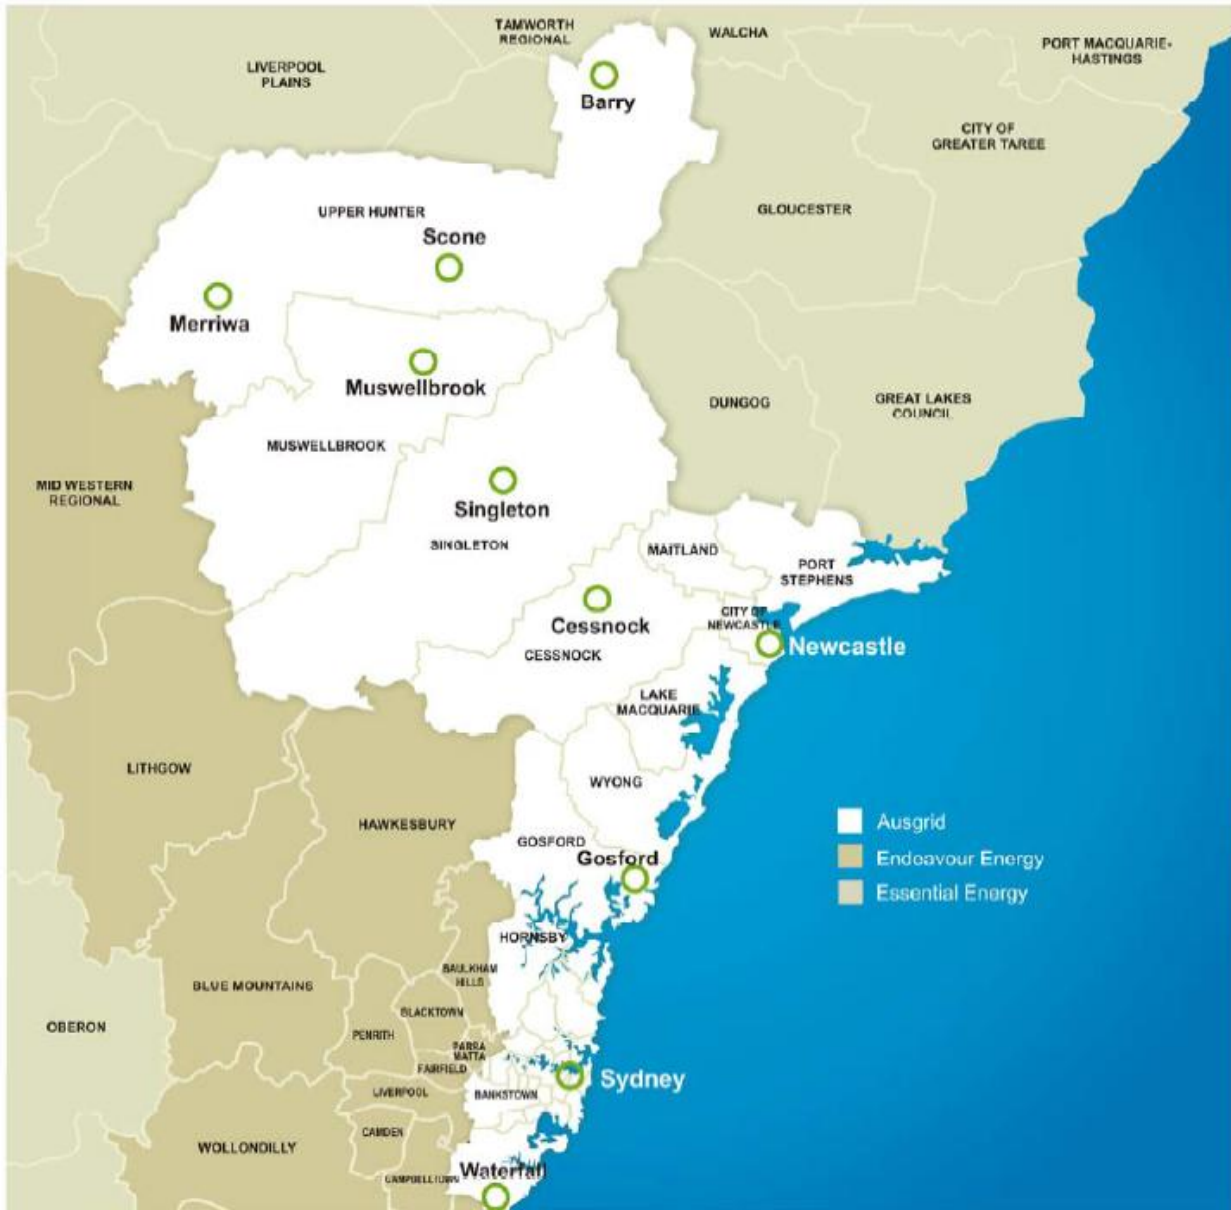 TAMWORTH
REGIONAL
WALCHA
PORT MACQUARIE-
HASTINGS
LIVERPOOL
PLAINS
Barry
CITY OF
GREATER TAREE
UPPER HUNTER
GLOUCESTER
Scone
Merriwa
Muswellbrook
DUNGOG
GREAT LAKES
COUNCIL
MUSWELLBROOK
MID WESTERN
REGIONAL
Singleton
SINGLETON
MAITLAND
PORT
STEPHENS
Cessnock
CESSNOCK
CITY OF
NEWCASTLE
Newcastle
LAKE
MACQUARIE
LITHGOW
WYONG
HAWKESBURY
GOSFORD
Gosford
Ausgrid
Endeavour Energy
Essential Energy
HORNSBY
BAULKHAM
HILLS
BLUE MOUNTAINS
BLACKTOWN
OBERON
PENRITH
PARRA
MATTA
FAIRFIELD
Sydney
LIVERPOOL
BANKSTOWN
CAMDEN
WOLLONDILLY
Waterfall
CAMPBELLTOWN